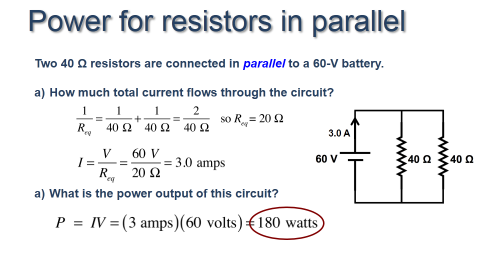 Power for resistors in parallel
Two 40 Ω resistors are connected in parallel to a 60-V battery.
a) How much total current flows through the circuit?
1/R_eq = 1/40 Ω + 1/40 Ω = 2/40 Ω so R_eq = 20 Ω
I = V/R_eq = 60 V/20 Ω = 3.0 amps
3.0 A
60 V
40 Ω
40 Ω
a) What is the power output of this circuit?
P = IV = (3 amps)(60 volts) = 180 watts